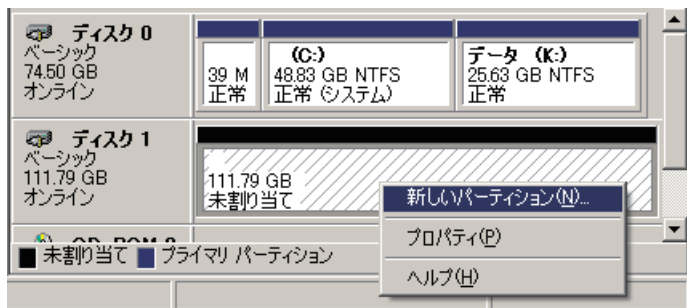 ディスク 0
ベーシック
74.50 GB
オンライン
39 M
正常
(C:)
48.83 GB NTFS
正常 (システム)
データ (K:)
25.63 GB NTFS
正常
ディスク 1
ベーシック
111.79 GB
オンライン
111.79 GB
未割り当て
新しいパーティション(N)...
プロパティ(P)
ヘルプ(H)
未割り当て
プライマリ パーティション